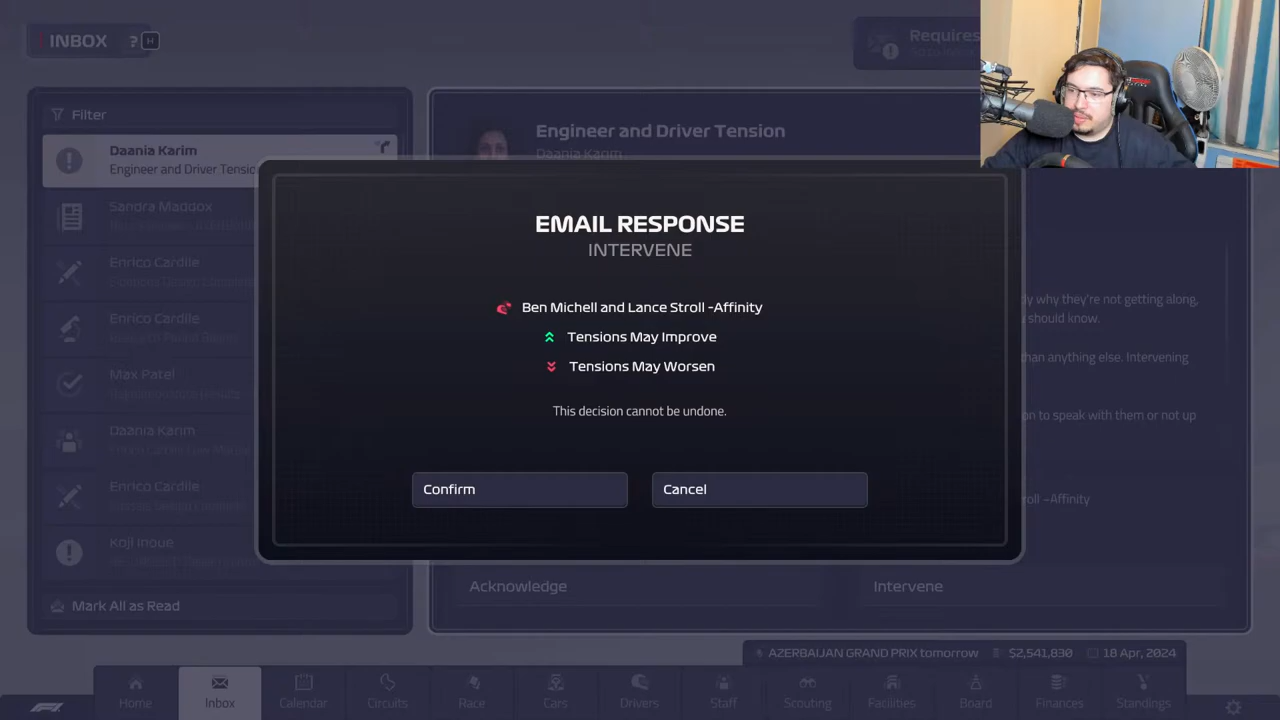 INBOX ? H
Requires
Filter
Daania Karim
Engineer and Driver Tensio
Sandra Maddox
Enrico Cardile
Enrico Cardile
Max Patel
Daania Karim
Enrico Cardile
Koji Inoue
Mark All as Read
Engineer and Driver Tension
Daania Karim
EMAIL RESPONSE
INTERVENE
Ben Michell and Lance Stroll -Affinity
Tensions May Improve
Tensions May Worsen
This decision cannot be undone.
Confirm
Cancel
dy why they're not getting along,
u should know.
than anything else. Intervening
on to speak with them or not up
roll -Affinity
Acknowledge
Intervene
AZERBAIJAN GRAND PRIX tomorrow
$2,541,830
18 Apr, 2024
Home
Inbox
Calendar
Circuits
Race
Cars
Drivers
Staff
Scouting
Facilities
Board
Finances
Standings